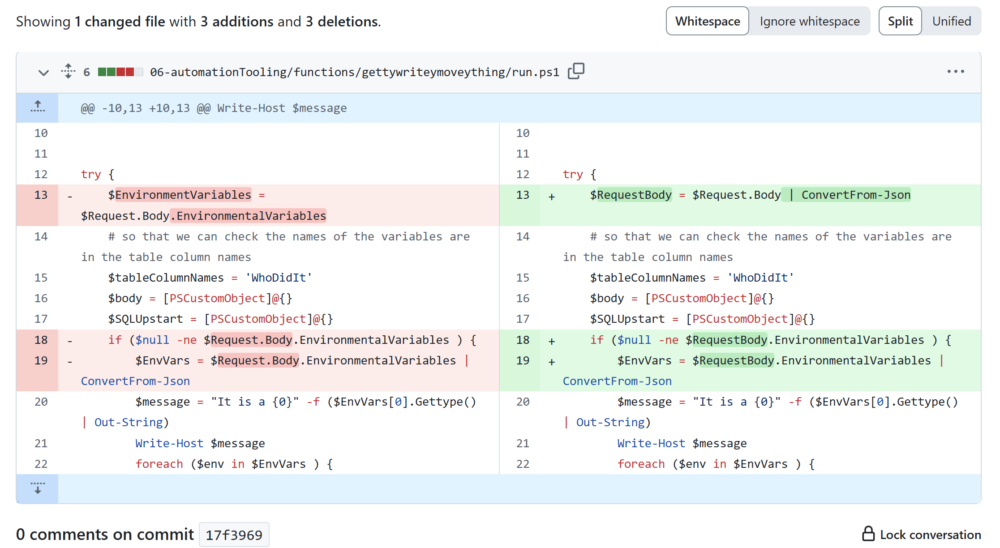 Showing 1 changed file with 3 additions and 3 deletions.
Whitespace Ignore whitespace Split Unified
6 06-automationTooling/functions/gettywriteymoveything/run.ps1
@@ -10,13 +10,13 @@ Write-Host $message
10
11
12 try {
13 - $EnvironmentVariables =
$Request.Body.EnvironmentalVariables
14 # so that we can check the names of the variables are
in the table column names
15 $tableColumnNames = 'WhoDidIt'
16 $body = [PSCustomObject]@{}
17 $SQLUpstart = [PSCustomObject]@{}
18 - if ($null -ne $Request.Body.EnvironmentalVariables ) {
19 - $EnvVars = $Request.Body.EnvironmentalVariables |
ConvertFrom-Json
20 $message = "It is a {0}" -f ($EnvVars[0].Gettype()
| Out-String)
21 Write-Host $message
22 foreach ($env in $EnvVars ) {
10
11
12 try {
13 + $RequestBody = $Request.Body | ConvertFrom-Json
14 # so that we can check the names of the variables are
in the table column names
15 $tableColumnNames = 'WhoDidIt'
16 $body = [PSCustomObject]@{}
17 $SQLUpstart = [PSCustomObject]@{}
18 + if ($null -ne $RequestBody.EnvironmentalVariables ) {
19 + $EnvVars = $RequestBody.EnvironmentalVariables |
ConvertFrom-Json
20 $message = "It is a {0}" -f ($EnvVars[0].Gettype()
| Out-String)
21 Write-Host $message
22 foreach ($env in $EnvVars ) {
0 comments on commit 17f3969
Lock conversation